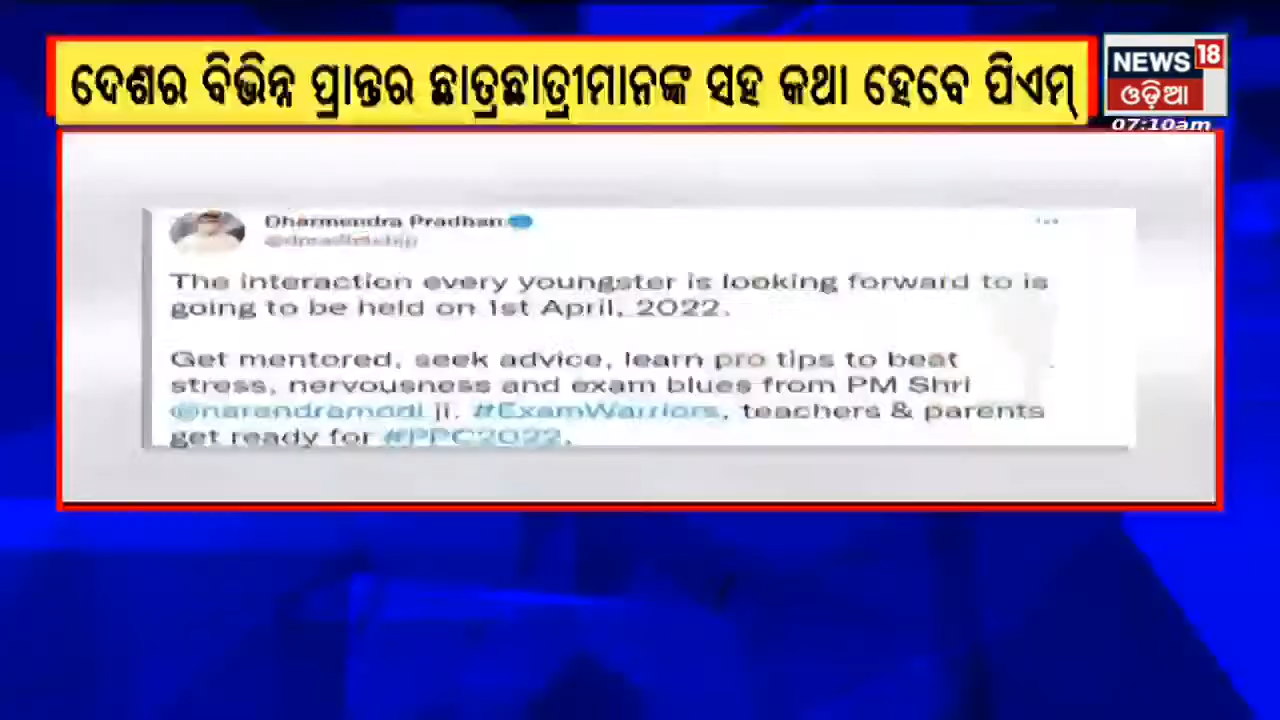 ଦେଶର ବିଭିନ୍ନ ପ୍ରାନ୍ତର ଛାତ୍ରଛାତ୍ରୀମାନଙ୍କ ସହ କଥା ହେବେ ପିଏମ୍
NEWS 18
ଓଡ଼ିଆ
07:10am
Dharmendra Pradhan
The interaction every youngster is looking forward to is
going to be held on 1st April, 2022.
Get mentored, seek advice, learn pro tips to beat
stress, nervousness and exam blues from PM Shri
@narendramodi ji. #ExamWarriors, teachers & parents
get ready for #PPC2022.